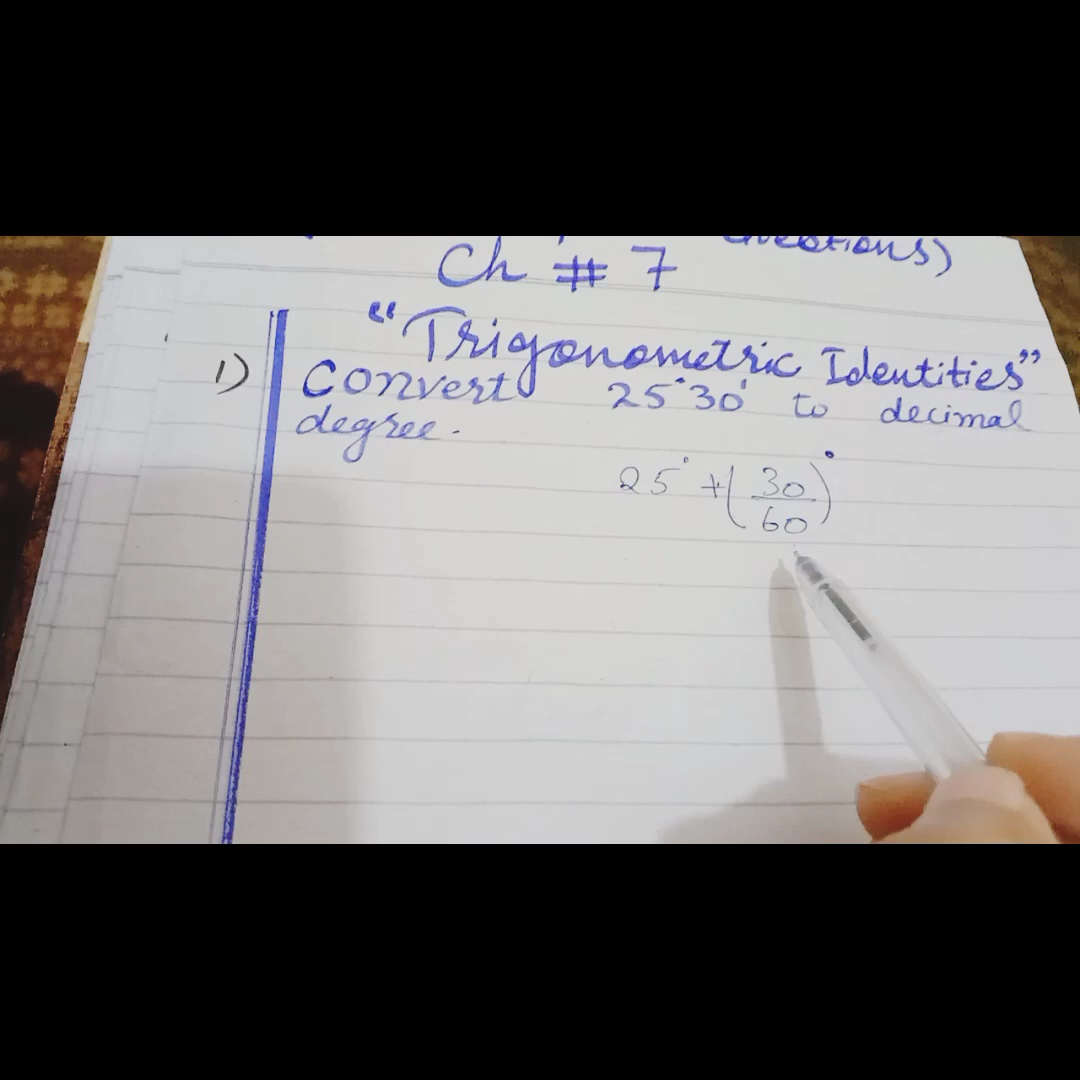 Ch # 7
"Trigonometric Identities"
1) Convert 25°30' to decimal
degree.
25° + (30/60)°